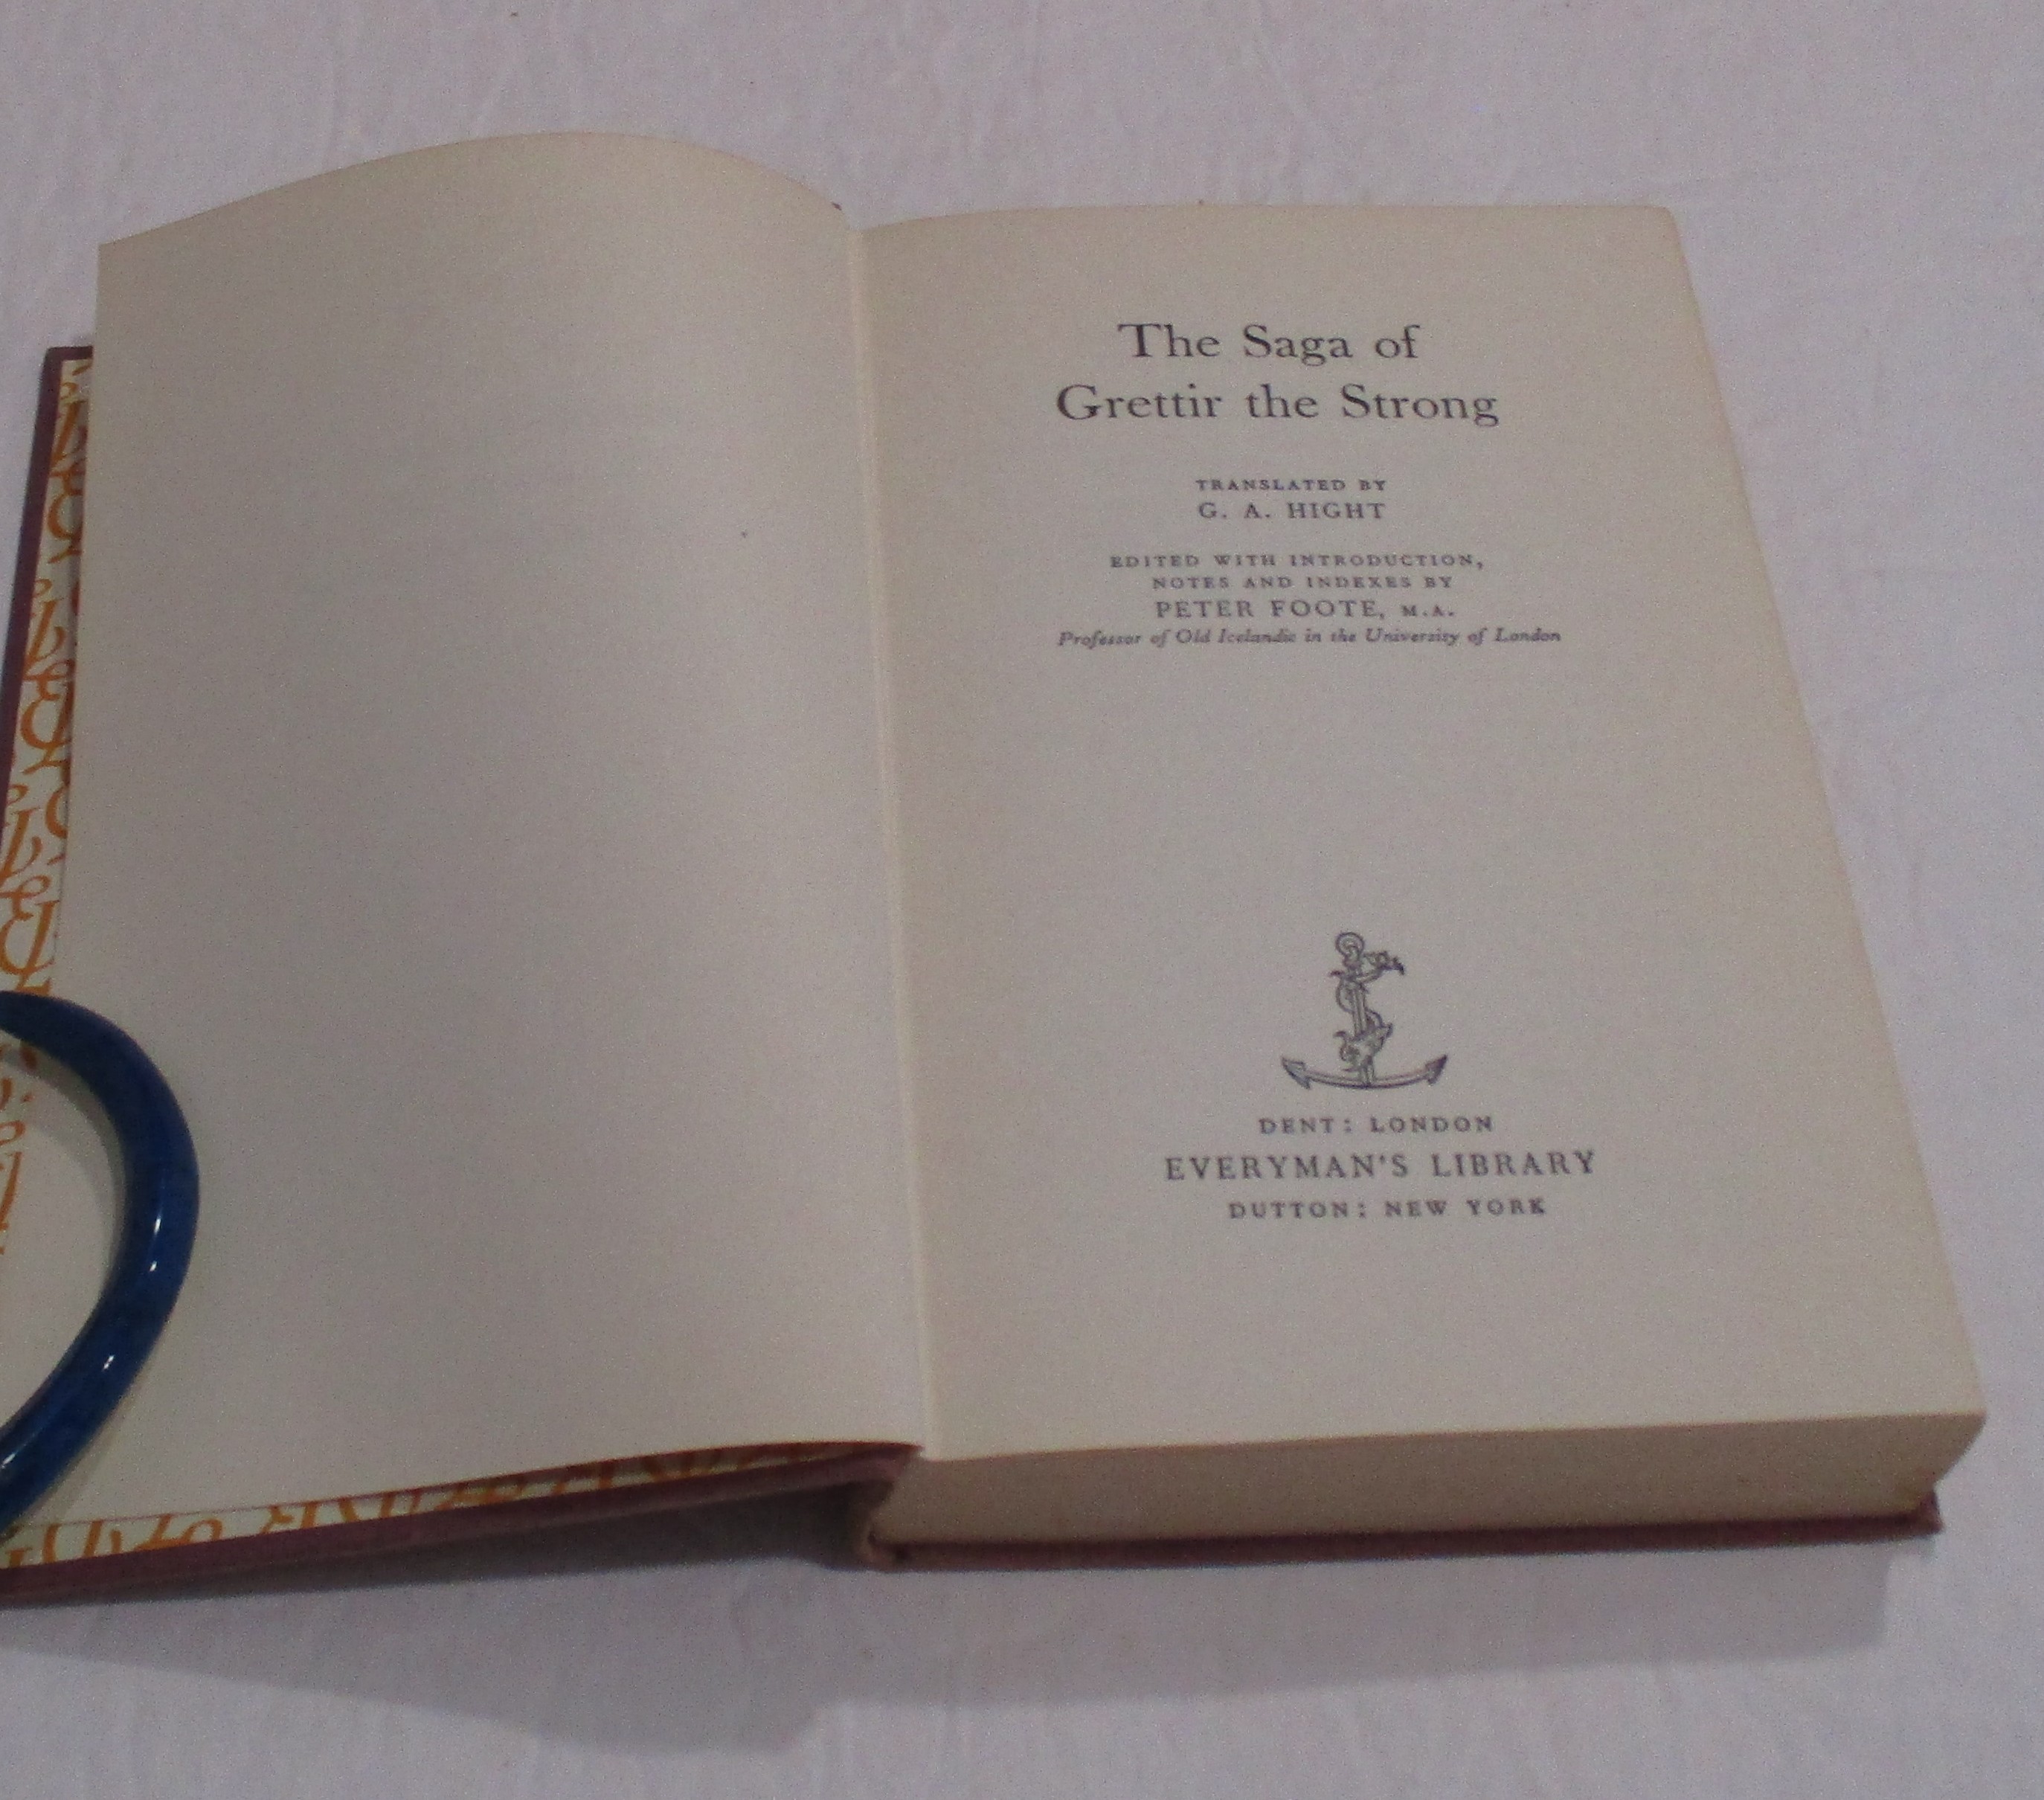 The Saga of
Grettir the Strong
TRANSLATED BY
G. A. HIGHT
EDITED WITH INTRODUCTION,
NOTES AND INDEXES BY
PETER FOOTE, M.A.
Professor of Old Icelandic in the University of London
DENT: LONDON
EVERYMAN'S LIBRARY
DUTTON: NEW YORK